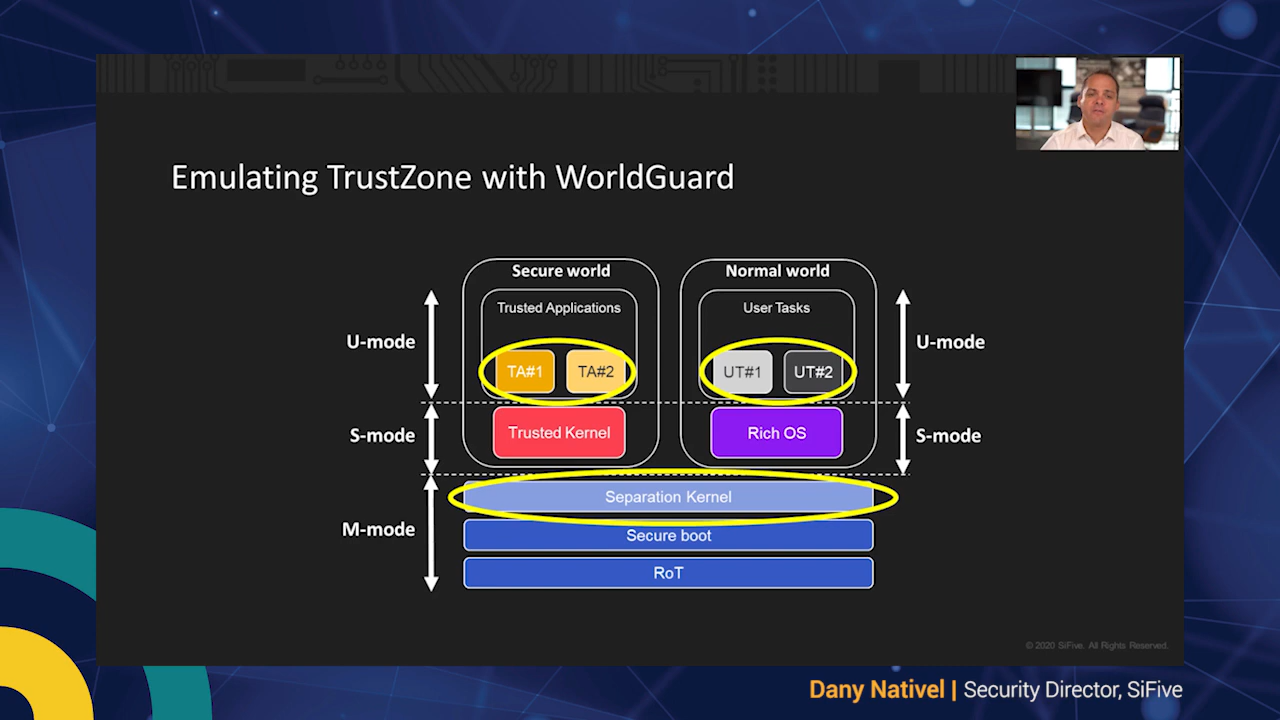 Emulating TrustZone with WorldGuard
Secure world
Normal world
Trusted Applications
User Tasks
U-mode
U-mode
TA#1
TA#2
UT#1
UT#2
S-mode
Trusted Kernel
Rich OS
S-mode
Separation Kernel
M-mode
Secure boot
RoT
© 2020 SiFive. All Rights Reserved.
Dany Nativel | Security Director, SiFive